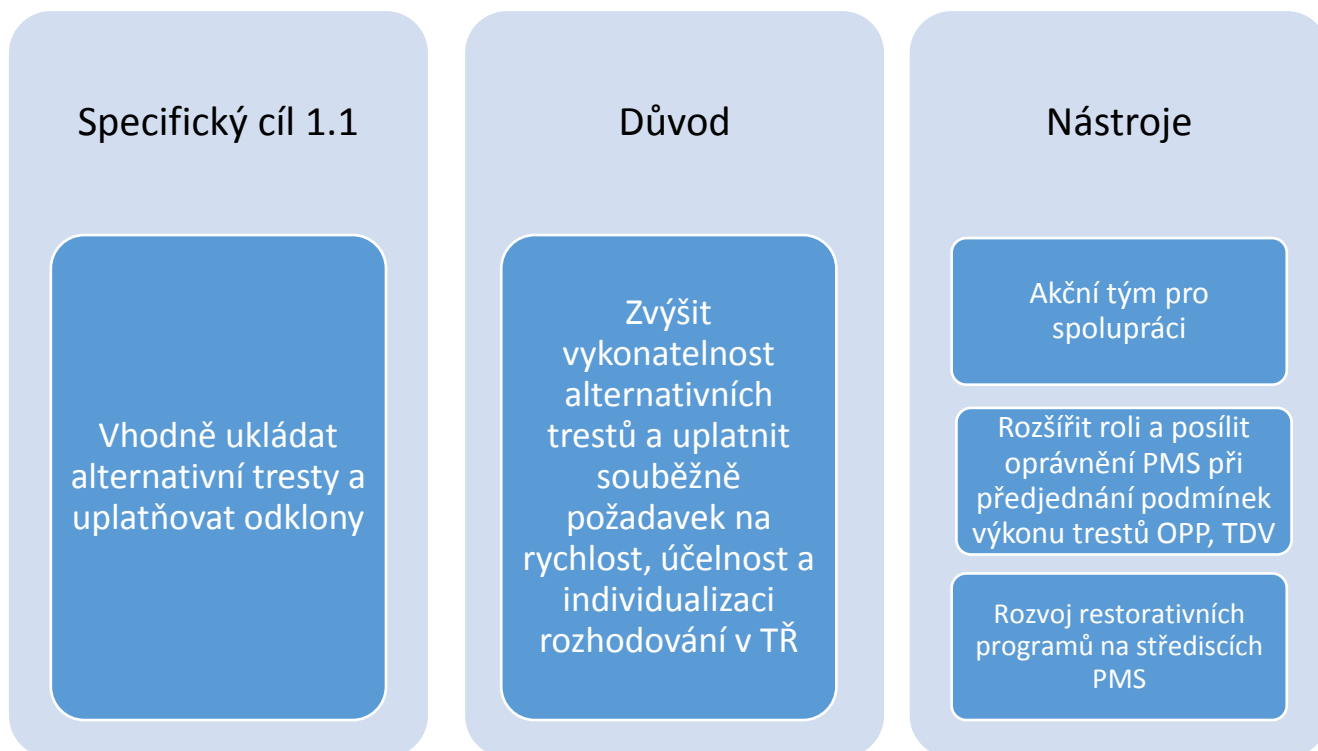 Specifický cíl 1.1
Vhodně ukládat
alternativní tresty a
uplatňovat odklony
Důvod
Zvýšit
vykonatelnost
alternativních
trestů a uplatnit
souběžně
požadavek na
rychlost, účelnost a
individualizaci
rozhodování v TŘ
Nástroje
Akční tým pro
spolupráci
Rozšířit roli a posílit
oprávnění PMS při
předjednání podmínek
výkonu trestů OPP, TDV
Rozvoj restorativních
programů na střediscích
PMS